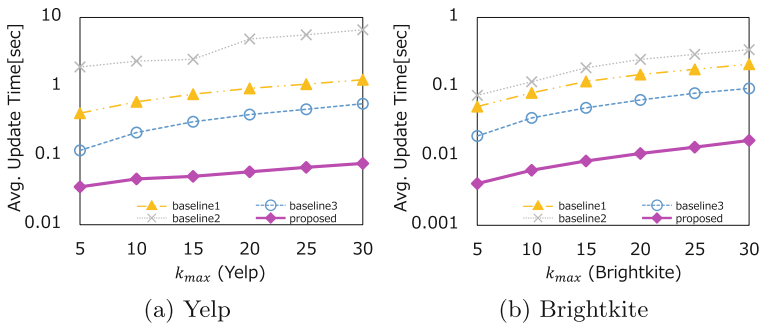 Avg. Update Time[sec]
10
1
0.1
0.01
baseline1
baseline3
baseline2
proposed
5 10 15 20 25 30
k_max (Yelp)
(a) Yelp
Avg. Update Time[sec]
1
0.1
0.01
0.001
baseline1
baseline3
baseline2
proposed
5 10 15 20 25 30
k_max (Brightkite)
(b) Brightkite